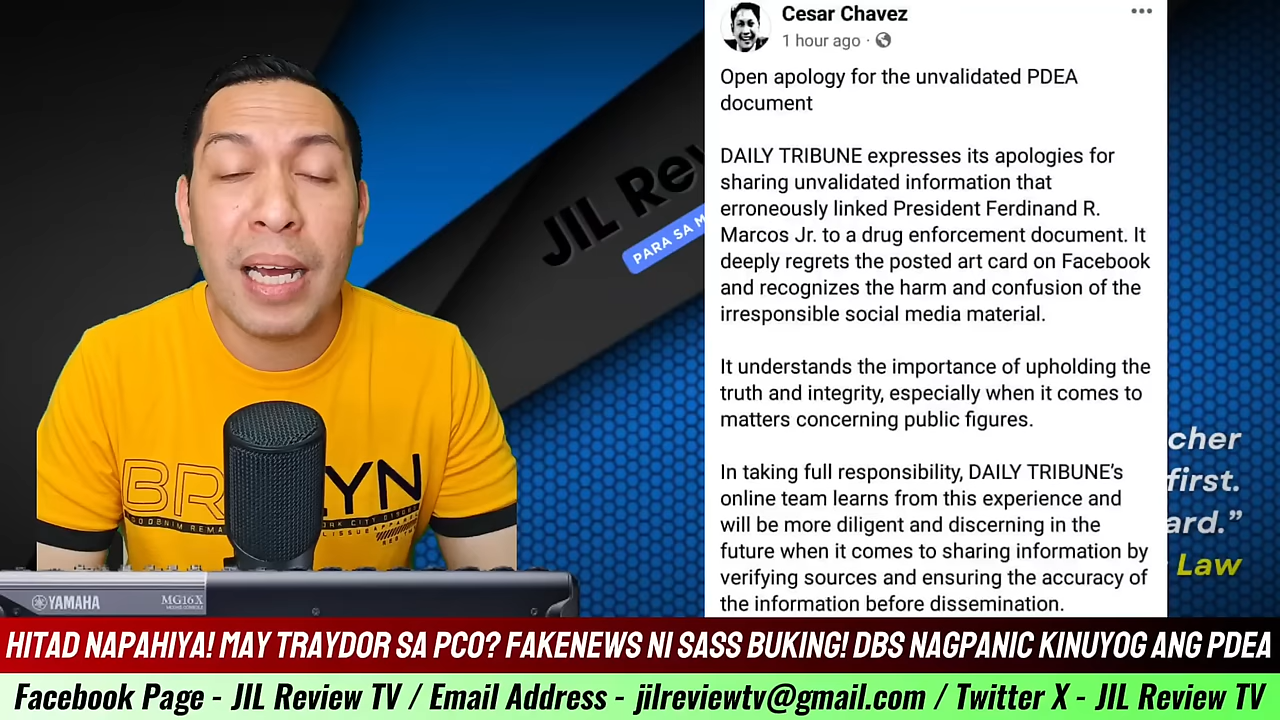 Cesar Chavez
1 hour ago ·
Open apology for the unvalidated PDEA
document
DAILY TRIBUNE expresses its apologies for
sharing unvalidated information that
erroneously linked President Ferdinand R.
Marcos Jr. to a drug enforcement document. It
deeply regrets the posted art card on Facebook
and recognizes the harm and confusion of the
irresponsible social media material.
It understands the importance of upholding the
truth and integrity, especially when it comes to
matters concerning public figures.
In taking full responsibility, DAILY TRIBUNE's
online team learns from this experience and
will be more diligent and discerning in the
future when it comes to sharing information by
verifying sources and ensuring the accuracy of
the information before dissemination.
JIL Rev
PARA SA M
cher
first.
ard.”
Law
BR LYN
YAMAHA
MG16X
HITAD NAPAHIYA! MAY TRAYDOR SA PCO? FAKENEWS NI SASS BUKING! DBS NAGPANIC KINUYOG ANG PDEA
Facebook Page - JIL Review TV / Email Address - jilreviewtv@gmail.com / Twitter X - JIL Review TV